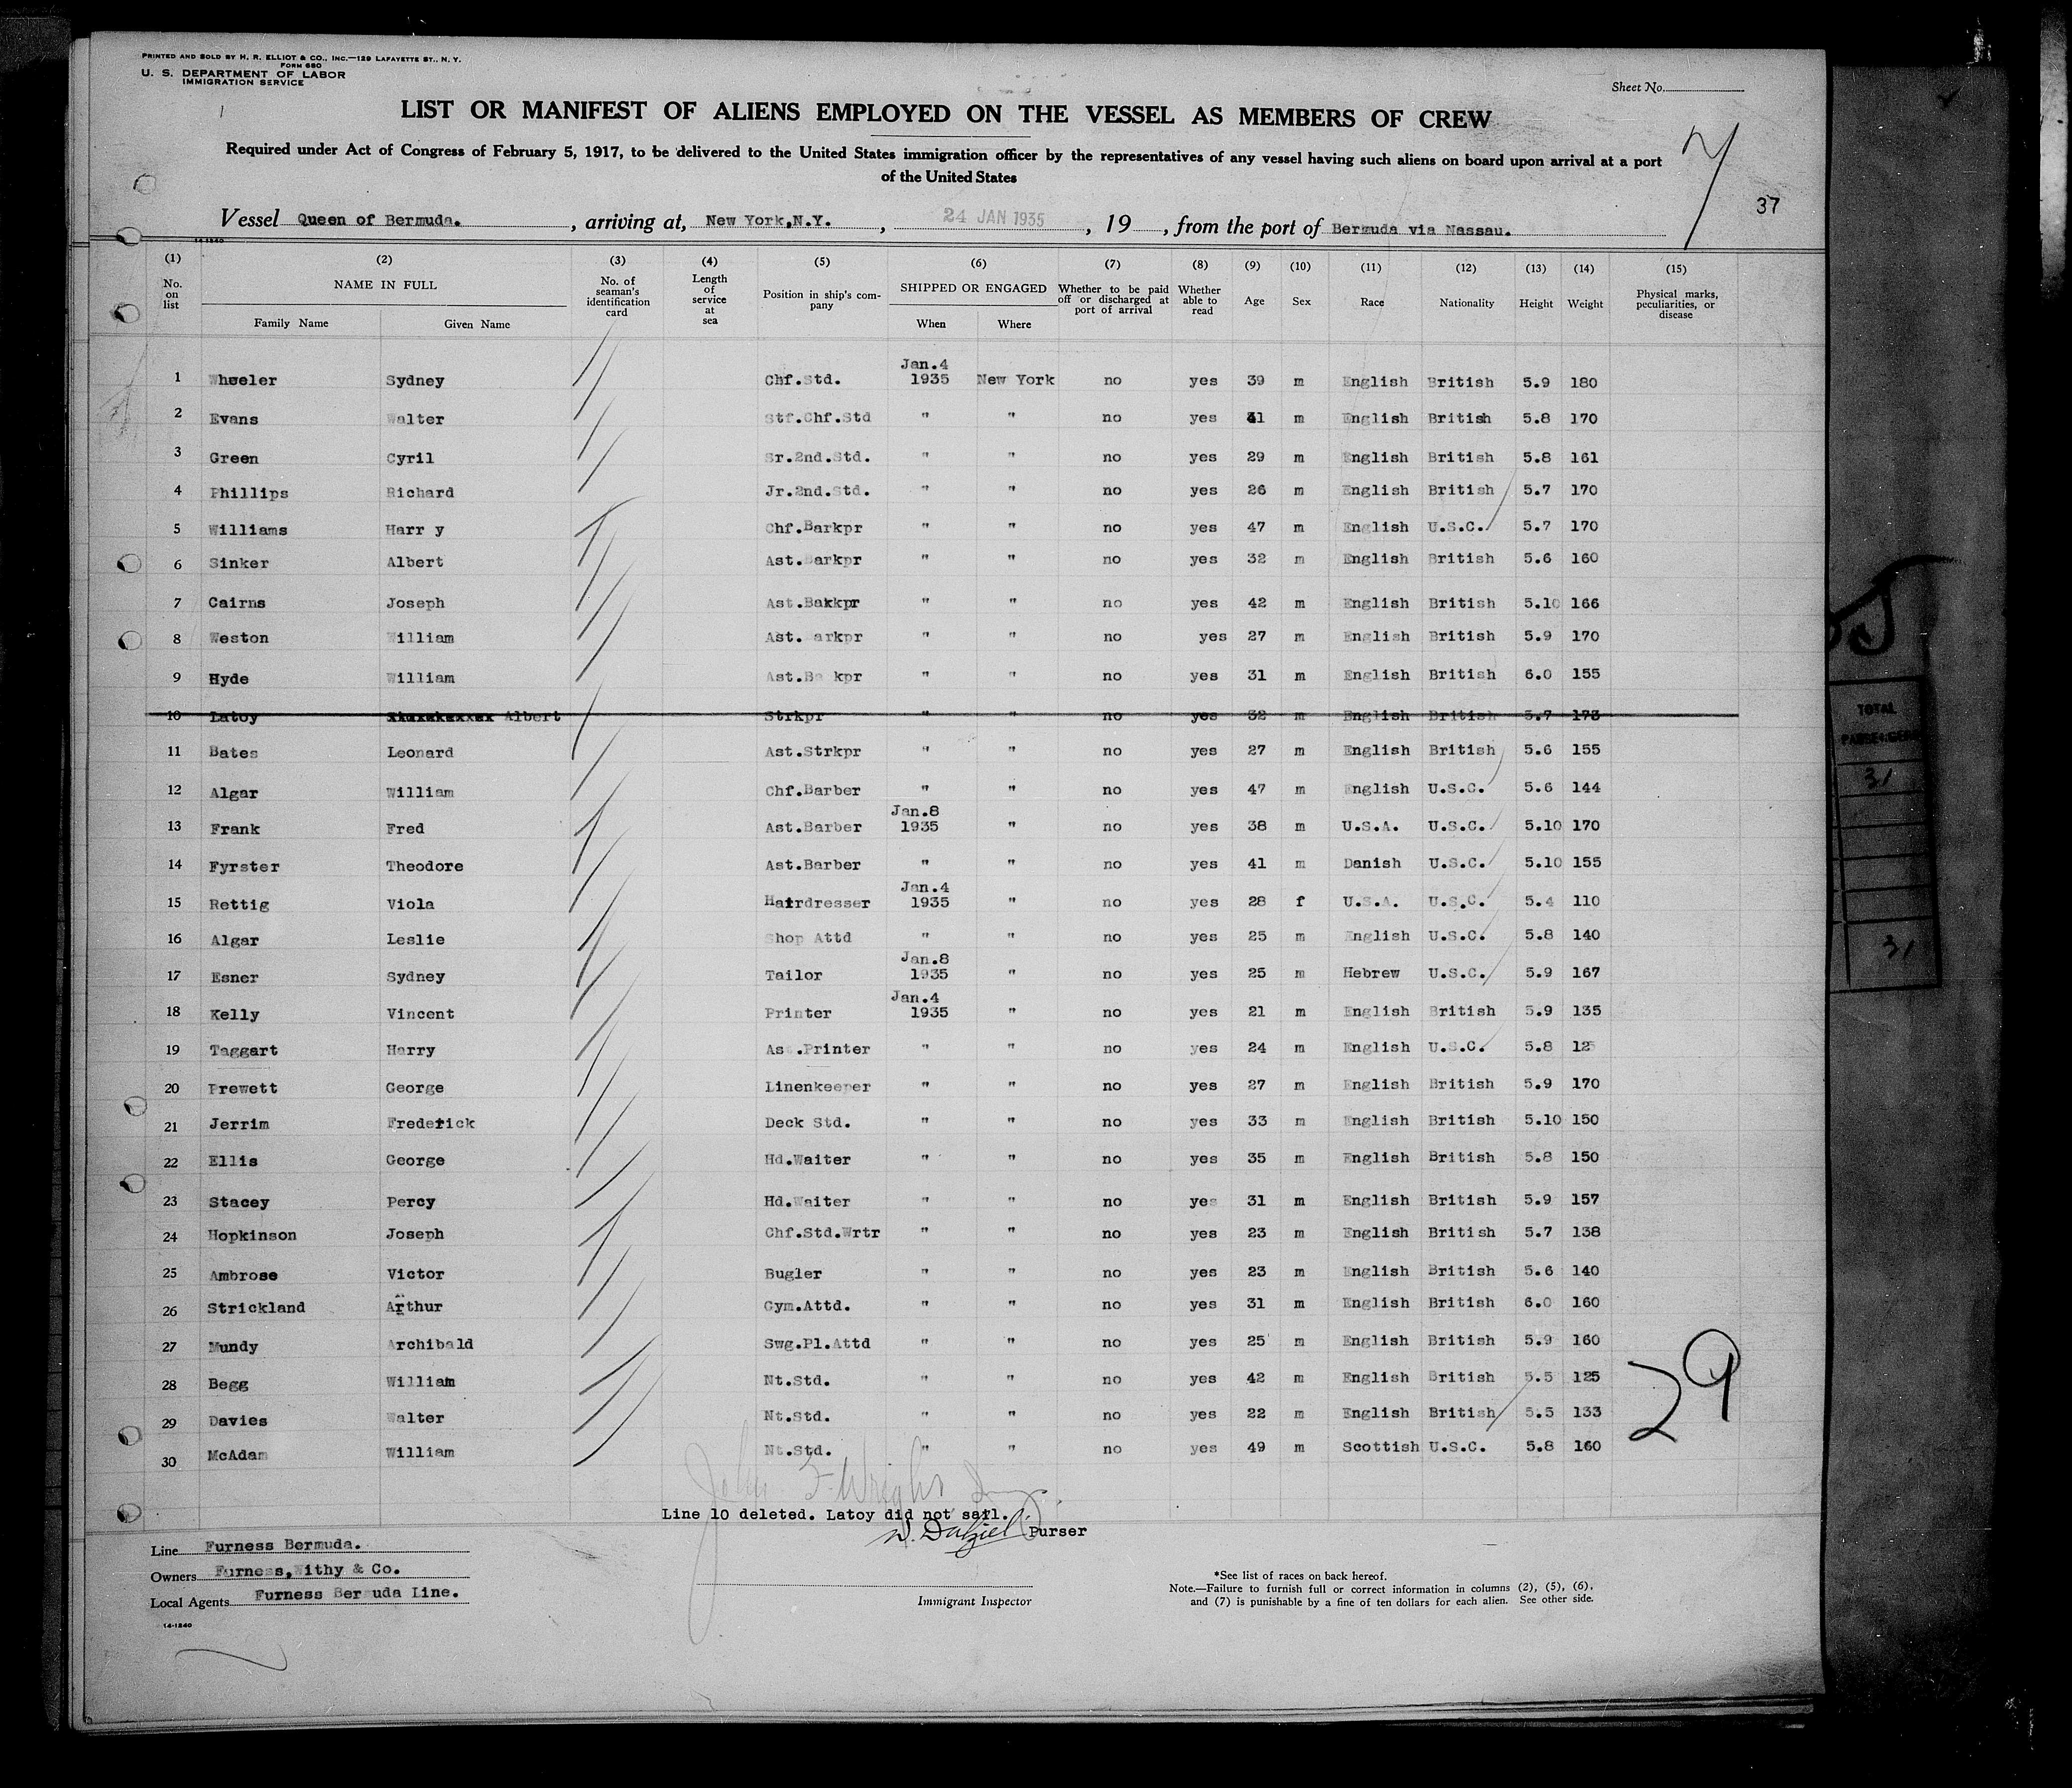 PRINTED AND SOLD BY H. R. ELLIOT & CO., INC.—129 LAFAYETTE ST., N. Y.
FORM 680
U. S. DEPARTMENT OF LABOR
IMMIGRATION SERVICE
Sheet No.
LIST OR MANIFEST OF ALIENS EMPLOYED ON THE VESSEL AS MEMBERS OF CREW
Required under Act of Congress of February 5, 1917, to be delivered to the United States immigration officer by the representatives of any vessel having such aliens on board upon arrival at a port
of the United States
37
Vessel Queen of Bermuda. , arriving at, New York,N.Y. , 24 JAN 1935 , 19 , from the port of Bermuda via Nassau.
14-1240
(1) (2) (3) (4) (5) (6) (7) (8) (9) (10) (11) (12) (13) (14) (15)
No. on list NAME IN FULL Family Name Given Name No. of seaman's identification card Length of service at sea Position in ship's company SHIPPED OR ENGAGED When Where Whether to be paid off or discharged at port of arrival Whether able to read Age Sex Race Nationality Height Weight Physical marks, peculiarities, or disease
1 Wheeler Sydney Chf.Std. Jan.4 1935 New York no yes 39 m English British 5.9 180
2 Evans Walter Stf.Chf.Std " " no yes 41 m English British 5.8 170
3 Green Cyril Sr.2nd.Std. " " no yes 29 m English British 5.8 161
4 Phillips Richard Jr.2nd.Std. " " no yes 26 m English British 5.7 170
5 Williams Harr y Chf.Barkpr " " no yes 47 m English U.S.C. 5.7 170
6 Sinker Albert Ast.Barkpr " " no yes 32 m English British 5.6 160
7 Cairns Joseph Ast.Bakkpr " " no yes 42 m English British 5.10 166
8 Weston William Ast. arkpr " " no yes 27 m English British 5.9 170
9 Hyde William Ast.Ba kpr " " no yes 31 m English British 6.0 155
10 Latoy Albert Strkpr " " no yes 32 m English British 5.7 173
11 Bates Leonard Ast.Strkpr " " no yes 27 m English British 5.6 155
12 Algar William Chf.Barber " " no yes 47 m English U.S.C. 5.6 144
13 Frank Fred Ast.Barber Jan.8 1935 " no yes 38 m U.S.A. U.S.C. 5.10 170
14 Fyrster Theodore Ast.Barber " " no yes 41 m Danish U.S.C. 5.10 155
15 Rettig Viola Hairdresser Jan.4 1935 " no yes 28 f U.S.A. U.S.C. 5.4 110
16 Algar Leslie Shop Attd " " no yes 25 m English U.S.C. 5.8 140
17 Esner Sydney Tailor Jan.8 1935 " no yes 25 m Hebrew U.S.C. 5.9 167
18 Kelly Vincent Printer Jan.4 1935 " no yes 21 m English British 5.9 135
19 Taggart Harry Ast.Printer " " no yes 24 m English U.S.C. 5.8 125
20 Prewett George Linenkeeper " " no yes 27 m English British 5.9 170
21 Jerrim Frederick Deck Std. " " no yes 33 m English British 5.10 150
22 Ellis George Hd.Waiter " " no yes 35 m English British 5.8 150
23 Stacey Percy Hd.Waiter " " no yes 31 m English British 5.9 157
24 Hopkinson Joseph Chf.Std.Wrtr " " no yes 23 m English British 5.7 138
25 Ambrose Victor Bugler " " no yes 23 m English British 5.6 140
26 Strickland Arthur Gym.Attd. " " no yes 31 m English British 6.0 160
27 Mundy Archibald Swg.Pl.Attd " " no yes 25 m English British 5.9 160
28 Begg William Nt.Std. " " no yes 42 m English British 5.5 125
29 Davies Walter Nt.Std. " " no yes 22 m English British 5.5 133
30 McAdam William Nt.Std. " " no yes 49 m Scottish U.S.C. 5.8 160
29
John F Wright
Line 10 deleted. Latoy did not sail.
Purser
Line Furness Bermuda.
Owners Furness,Withy & Co.
Local Agents Furness Bermuda Line.
14-1240
Immigrant Inspector
*See list of races on back hereof.
Note.—Failure to furnish full or correct information in columns (2), (5), (6),
and (7) is punishable by a fine of ten dollars for each alien. See other side.
TOTAL
31
31